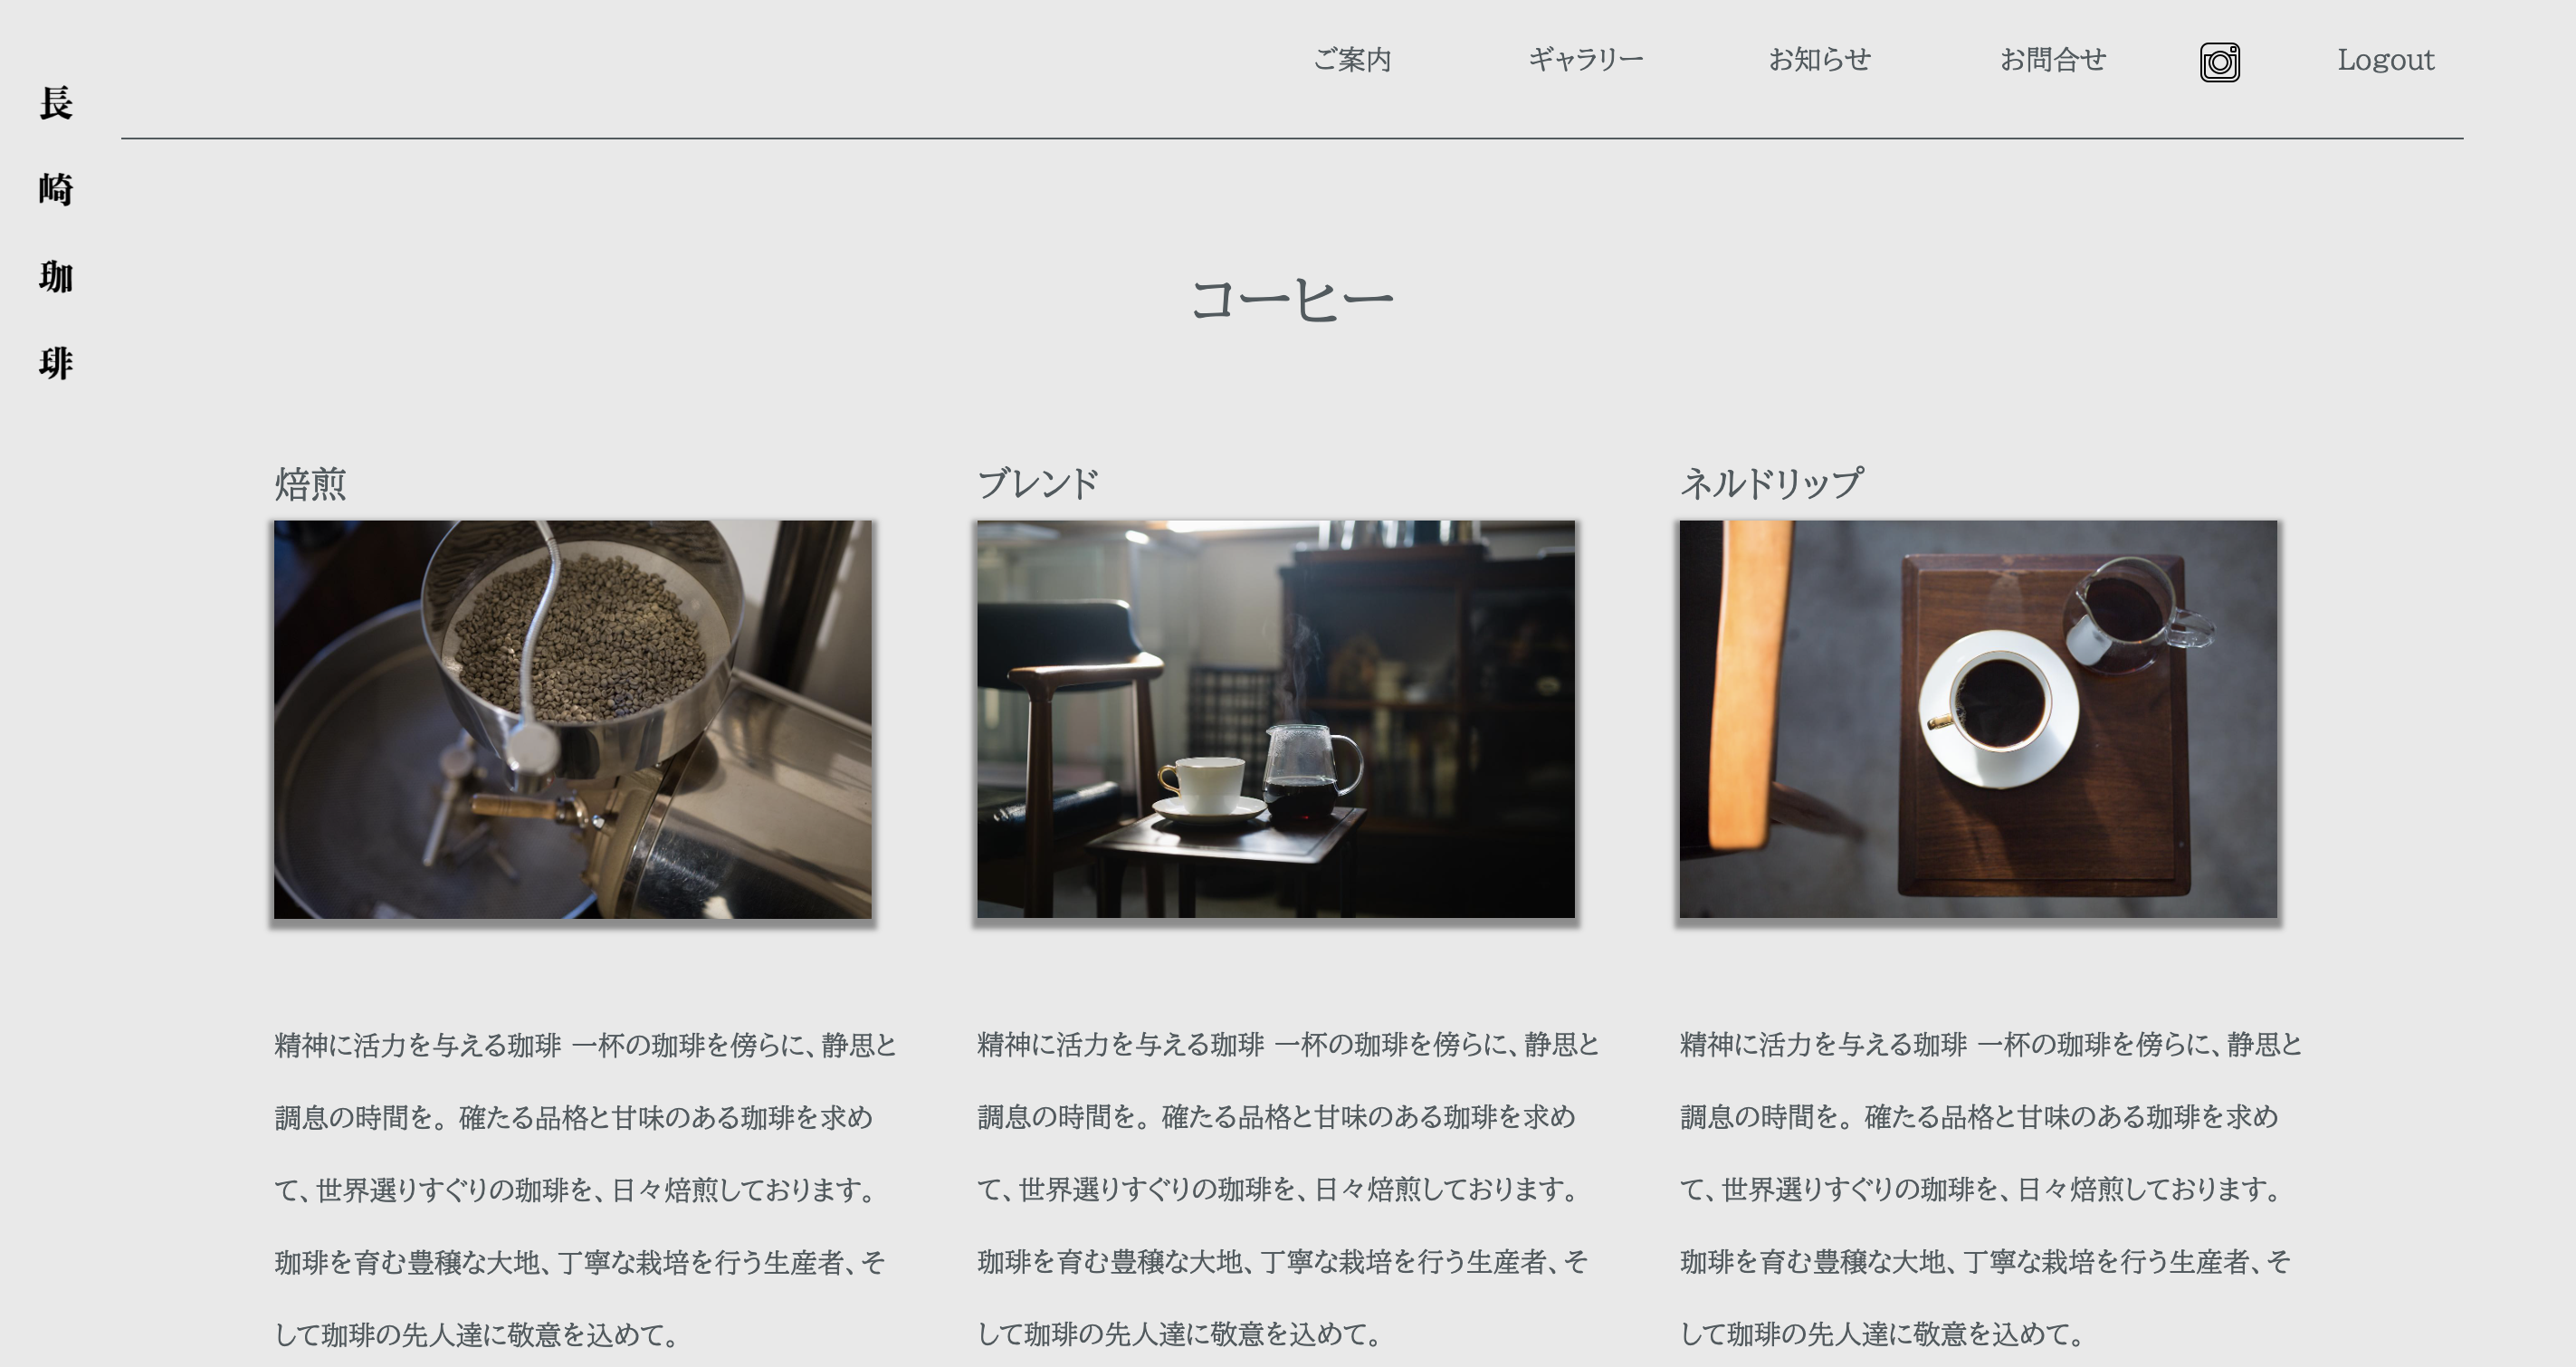 ご案内 ギャラリー お知らせ お問合せ Logout
長崎珈琲
コーヒー
焙煎
精神に活力を与える珈琲 一杯の珈琲を傍らに、静思と
調息の時間を。確たる品格と甘味のある珈琲を求め
て、世界選りすぐりの珈琲を、日々焙煎しております。
珈琲を育む豊穣な大地、丁寧な栽培を行う生産者、そ
して珈琲の先人達に敬意を込めて。
ブレンド
精神に活力を与える珈琲 一杯の珈琲を傍らに、静思と
調息の時間を。確たる品格と甘味のある珈琲を求め
て、世界選りすぐりの珈琲を、日々焙煎しております。
珈琲を育む豊穣な大地、丁寧な栽培を行う生産者、そ
して珈琲の先人達に敬意を込めて。
ネルドリップ
精神に活力を与える珈琲 一杯の珈琲を傍らに、静思と
調息の時間を。確たる品格と甘味のある珈琲を求め
て、世界選りすぐりの珈琲を、日々焙煎しております。
珈琲を育む豊穣な大地、丁寧な栽培を行う生産者、そ
して珈琲の先人達に敬意を込めて。